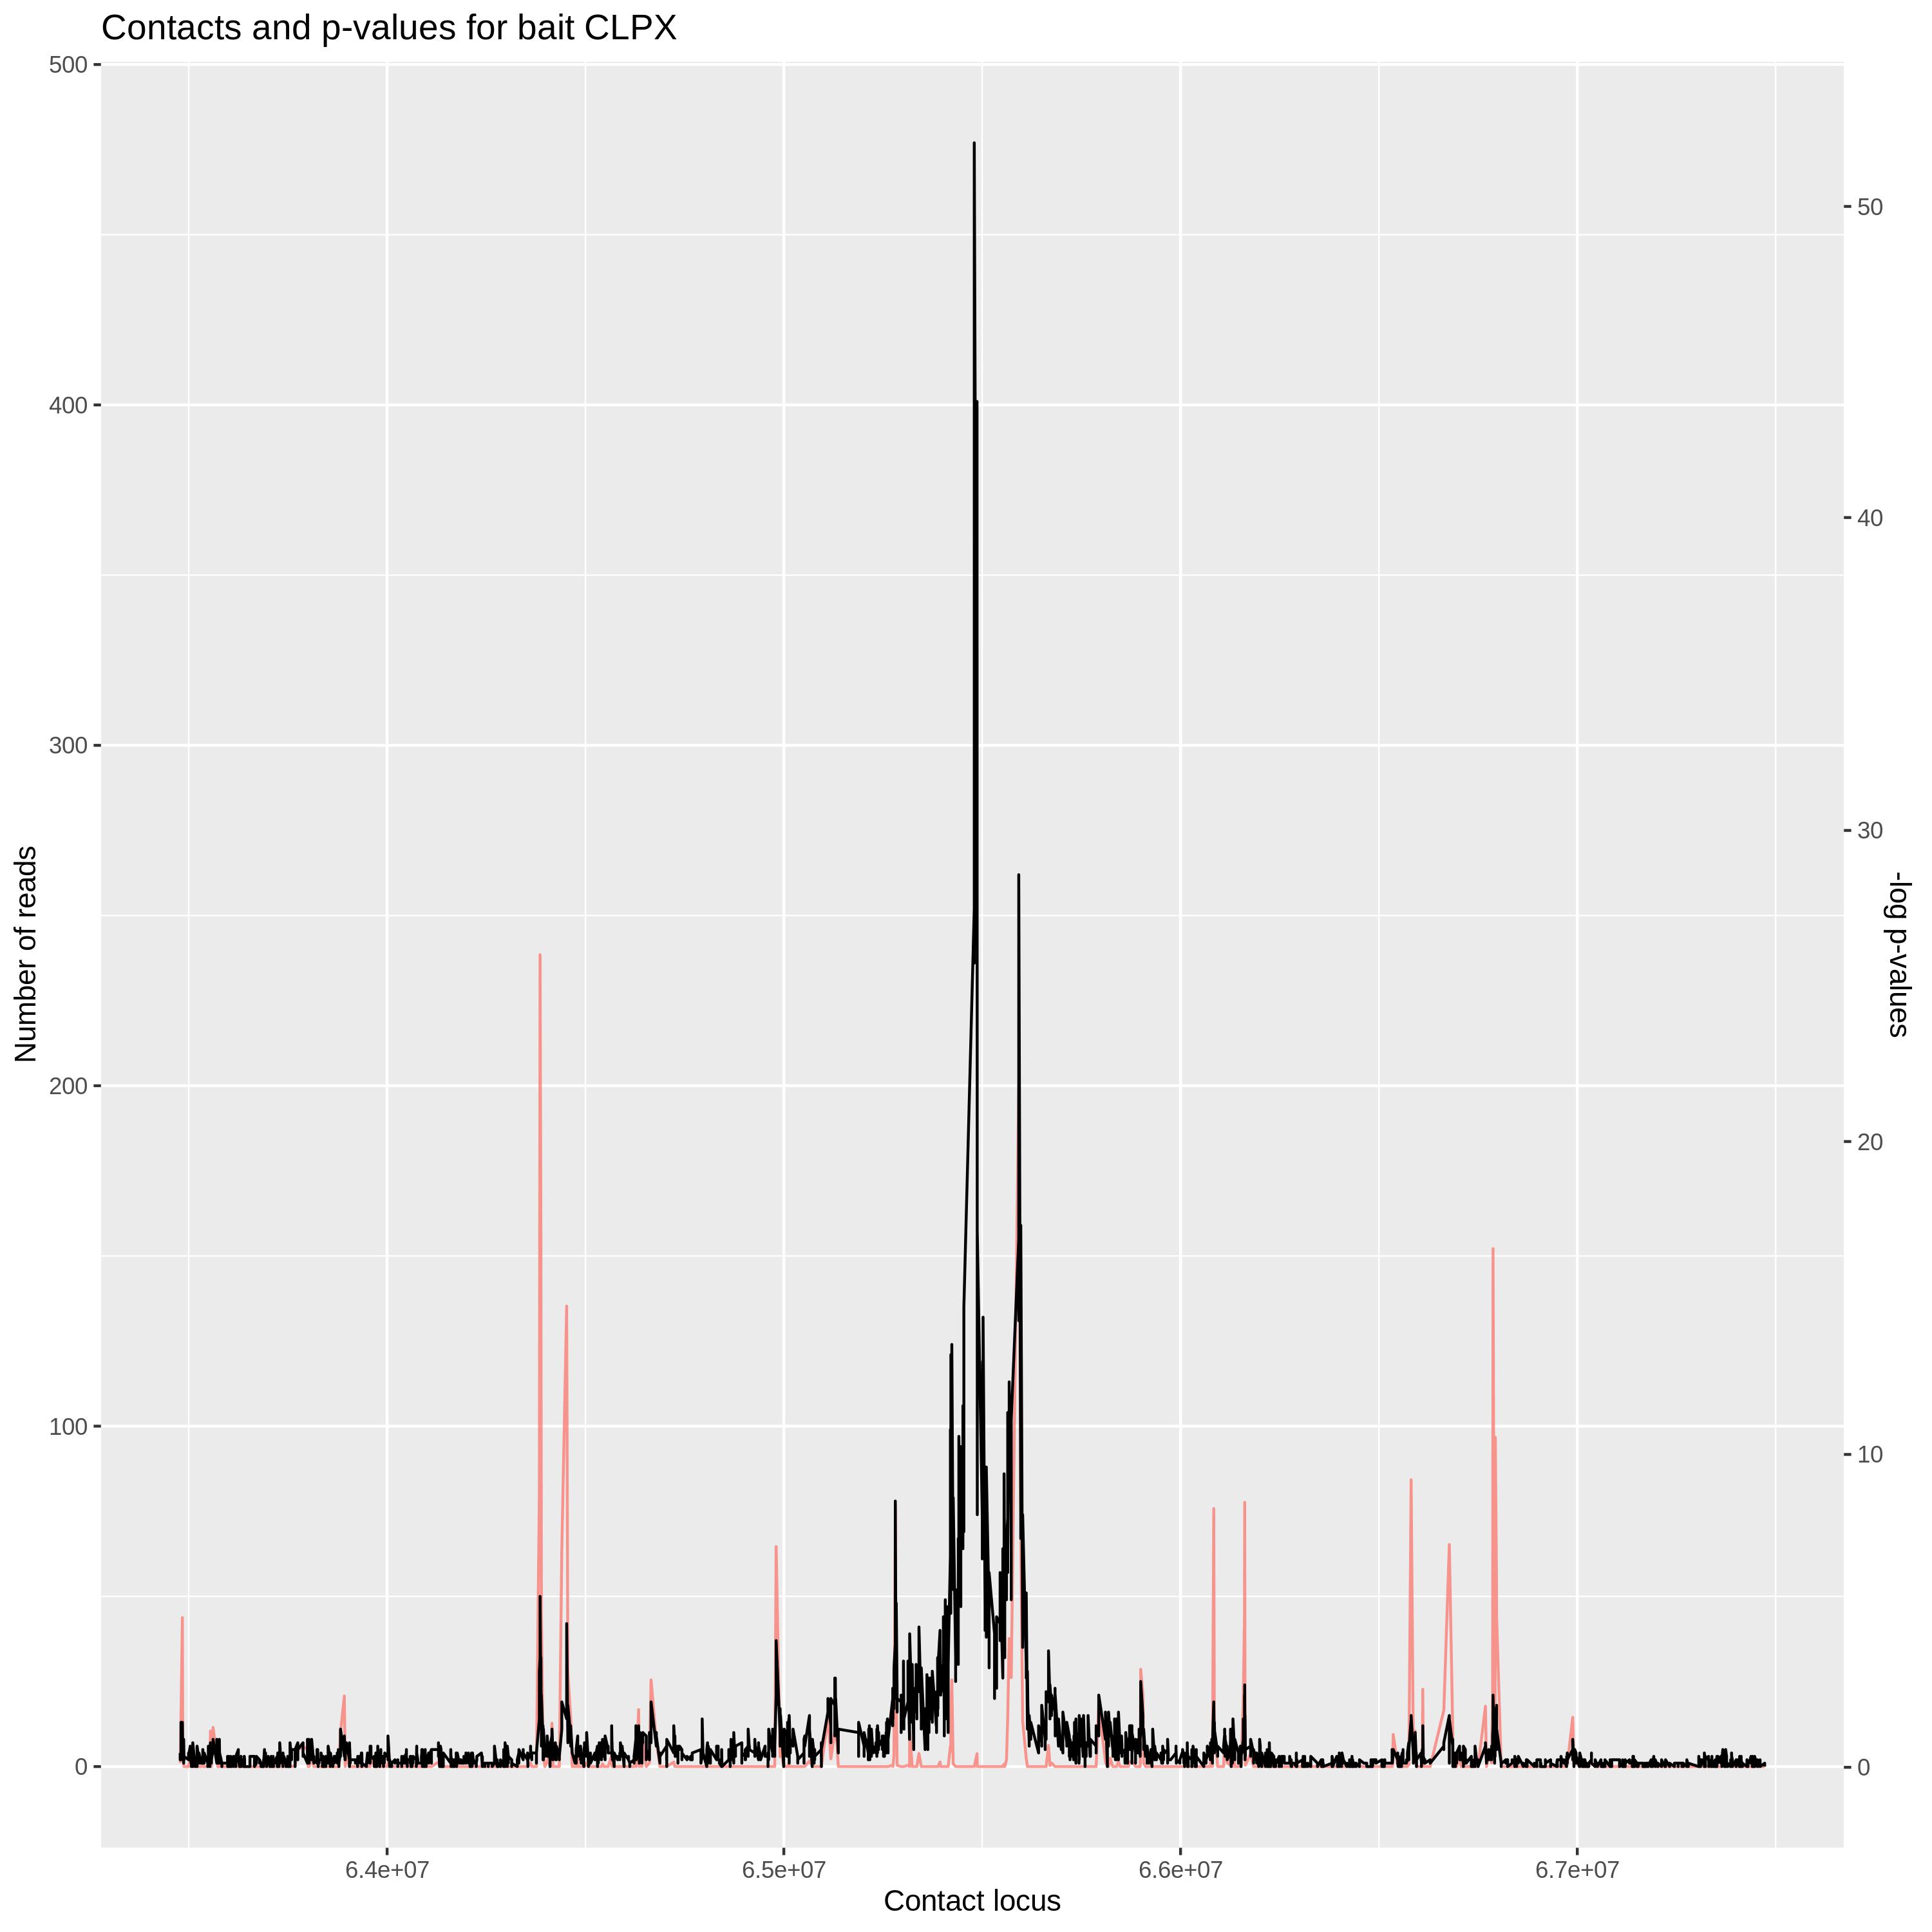 Contacts and p-values for bait CLPX
500
400
300
200
100
0
Number of reads
50
40
30
20
10
0
-log p-values
6.4e+07 6.5e+07 6.6e+07 6.7e+07
Contact locus